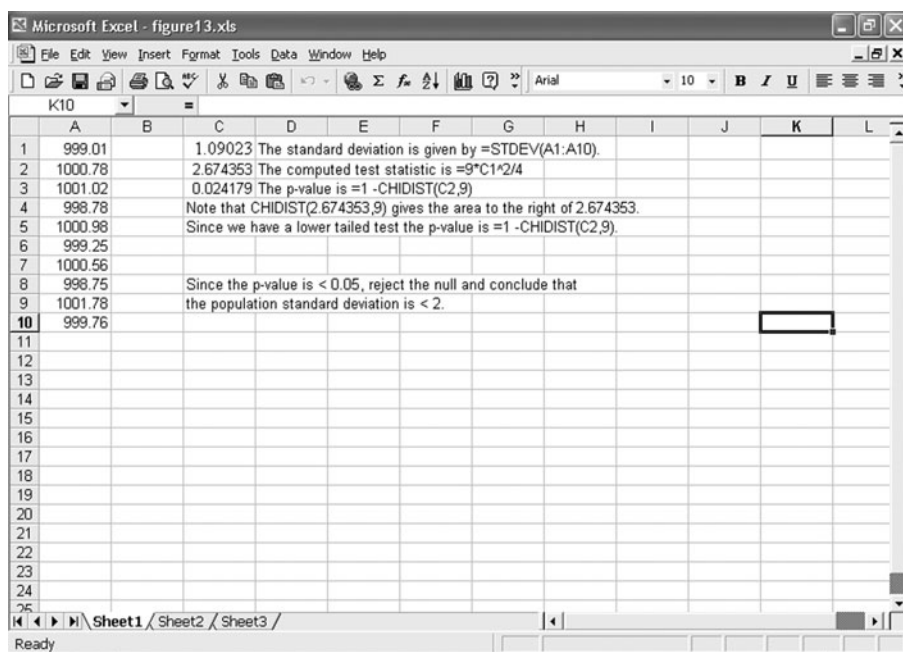 Microsoft Excel - figure13.xls
File Edit View Insert Format Tools Data Window Help
Arial 10 B I U
K10 =
A B C D E F G H I J K L
1 999.01 1.09023 The standard deviation is given by =STDEV(A1:A10).
2 1000.78 2.674353 The computed test statistic is =9*C1^2/4
3 1001.02 0.024179 The p-value is =1 -CHIDIST(C2,9)
4 998.78 Note that CHIDIST(2.674353,9) gives the area to the right of 2.674353.
5 1000.98 Since we have a lower tailed test the p-value is =1 -CHIDIST(C2,9).
6 999.25
7 1000.56
8 998.75 Since the p-value is < 0.05, reject the null and conclude that
9 1001.78 the population standard deviation is < 2.
10 999.76
11
12
13
14
15
16
17
18
19
20
21
22
23
24
25
Sheet1 / Sheet2 / Sheet3 /
Ready